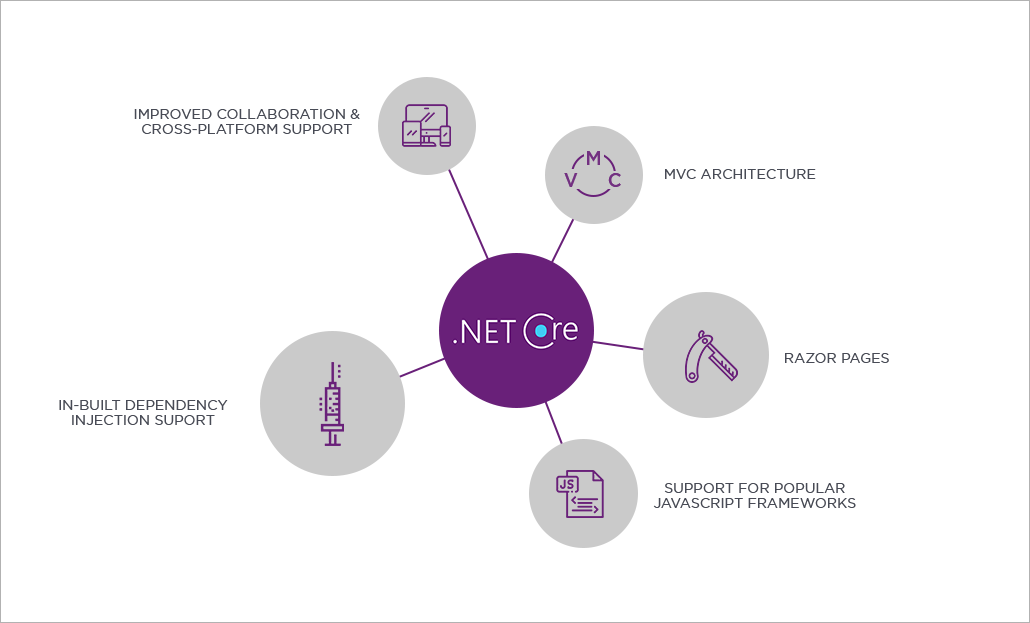 IMPROVED COLLABORATION &
CROSS-PLATFORM SUPPORT
M
V C
MVC ARCHITECTURE
.NET Core
RAZOR PAGES
IN-BUILT DEPENDENCY
INJECTION SUPORT
JS
SUPPORT FOR POPULAR
JAVASCRIPT FRAMEWORKS